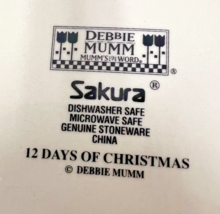 DEBBIE
MUMM
MUMM'S THE WORD®
Sakura®
DISHWASHER SAFE
MICROWAVE SAFE
GENUINE STONEWARE
CHINA
12 DAYS OF CHRISTMAS
© DEBBIE MUMM